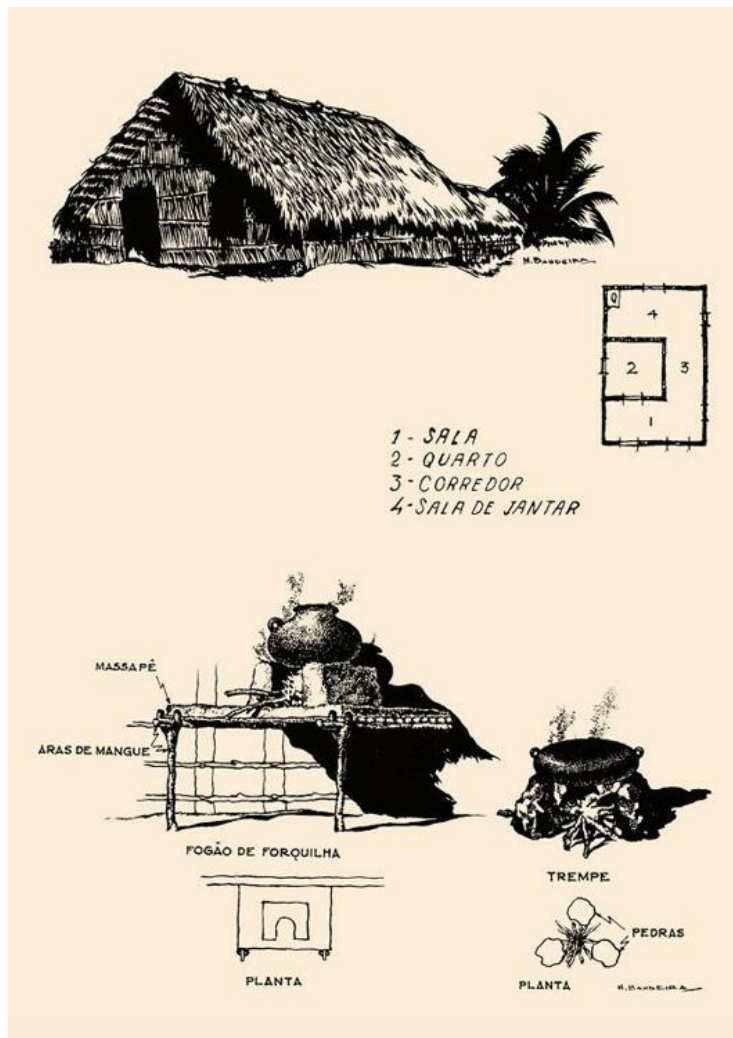 H. BANDEIRA
4
2
3
1
1 - SALA
2 - QUARTO
3 - CORREDOR
4 - SALA DE JANTAR
MASSAPÊ
ARAS DE MANGUE
FOGÃO DE FORQUILHA
TREMPE
PEDRAS
PLANTA
PLANTA
H. BANDEIRA